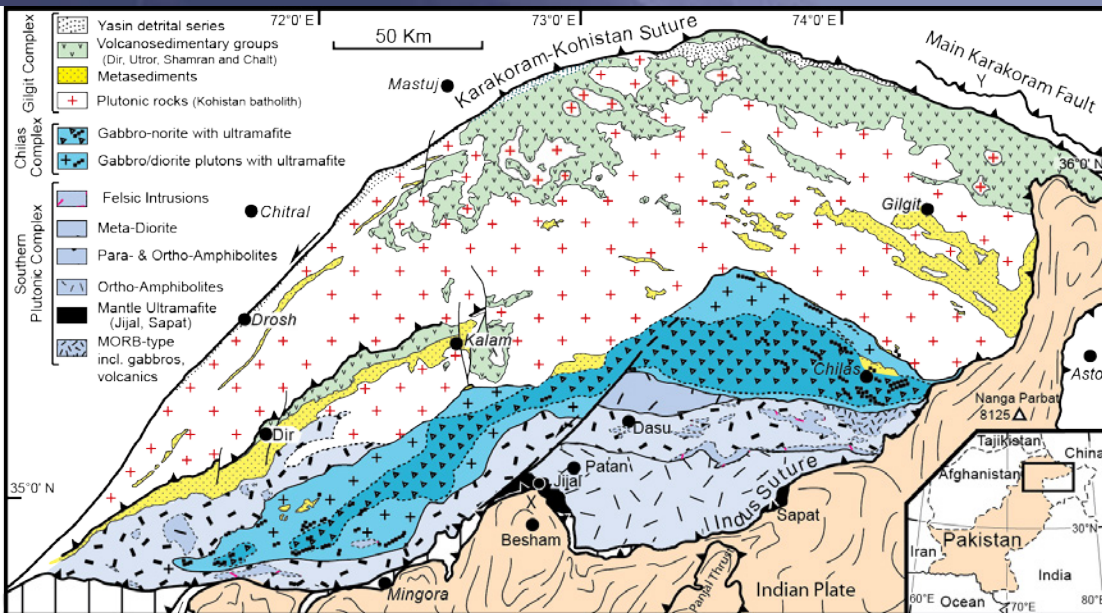 72°0' E
73°0' E
74°0' E
50 Km
Gilgit Complex
Yasin detrital series
Volcanosedimentary groups
(Dir, Utror, Shamran and Chalt)
Metasediments
Plutonic rocks (Kohistan batholith)
Chilas
Complex
Gabbro-norite with ultramafite
Gabbro/diorite plutons with ultramafite
Southern
Plutonic Complex
Felsic Intrusions
Meta-Diorite
Para- & Ortho-Amphibolites
Ortho-Amphibolites
Mantle Ultramafite
(Jijal, Sapat)
MORB-type
incl. gabbros,
volcanics
Karakoram-Kohistan Suture
Main Karakoram Fault
Mastuj
36°0' N
Chitral
Gilgit
Drosh
Kalam
Chilas
Asto
Nanga Parbat
8125
Dir
Dasu
Patan
35°0' N
Jijal
Indus Suture
Sapat
Besham
Mingora
Panjal Thrust
Indian Plate
Tajikistan
China
Afghanistan
30°N
Pakistan
Iran
India
Ocean
60°E
70°E
80°E